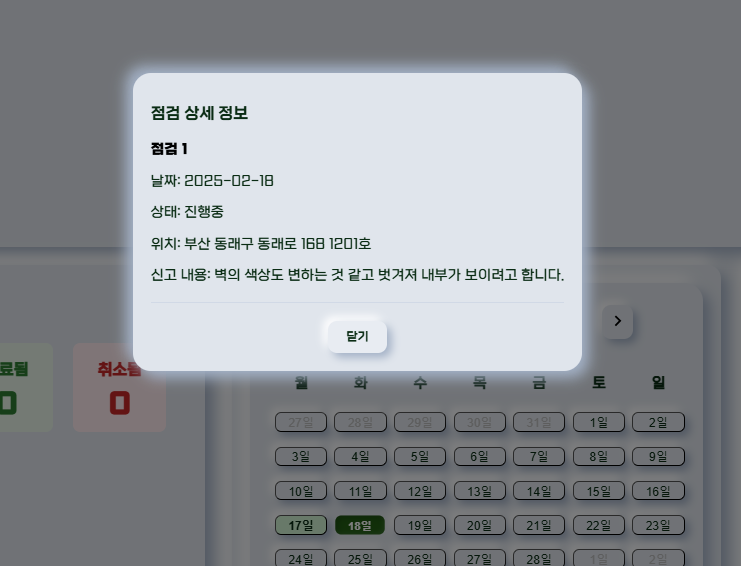 점검 상세 정보
점검 1
날짜: 2025-02-18
상태: 진행중
위치: 부산 동래구 동래로 168 1201호
신고 내용: 벽의 색상도 변하는 것 같고 벗겨져 내부가 보이려고 합니다.
닫기
료됨
0
취소됨
0
월 화 수 목 금 토 일
27일 28일 29일 30일 31일 1일 2일
3일 4일 5일 6일 7일 8일 9일
10일 11일 12일 13일 14일 15일 16일
17일 18일 19일 20일 21일 22일 23일
24일 25일 26일 27일 28일 1일 2일